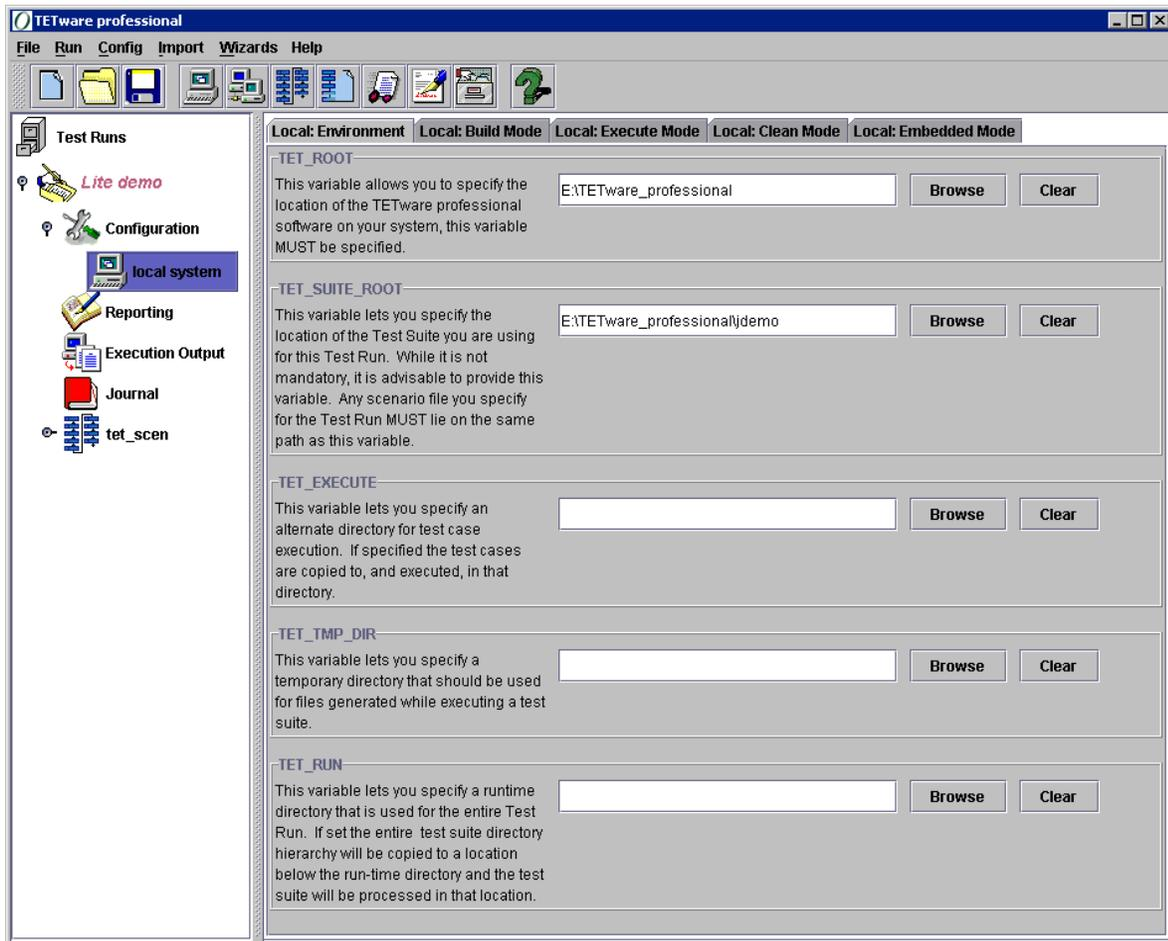 TETware professional
File Run Config Import Wizards Help
Test Runs
Lite demo
Configuration
local system
Reporting
Execution Output
Journal
tet_scen
Local: Environment Local: Build Mode Local: Execute Mode Local: Clean Mode Local: Embedded Mode
TET_ROOT
This variable allows you to specify the
location of the TETware professional
software on your system, this variable
MUST be specified.
E:\TETware_professional
Browse Clear
TET_SUITE_ROOT
This variable lets you specify the
location of the Test Suite you are using
for this Test Run. While it is not
mandatory, it is advisable to provide this
variable. Any scenario file you specify
for the Test Run MUST lie on the same
path as this variable.
E:\TETware_professional\jdemo
Browse Clear
TET_EXECUTE
This variable lets you specify an
alternate directory for test case
execution. If specified the test cases
are copied to, and executed, in that
directory.
Browse Clear
TET_TMP_DIR
This variable lets you specify a
temporary directory that should be used
for files generated while executing a test
suite.
Browse Clear
TET_RUN
This variable lets you specify a runtime
directory that is used for the entire Test
Run. If set the entire test suite directory
hierarchy will be copied to a location
below the run-time directory and the test
suite will be processed in that location.
Browse Clear